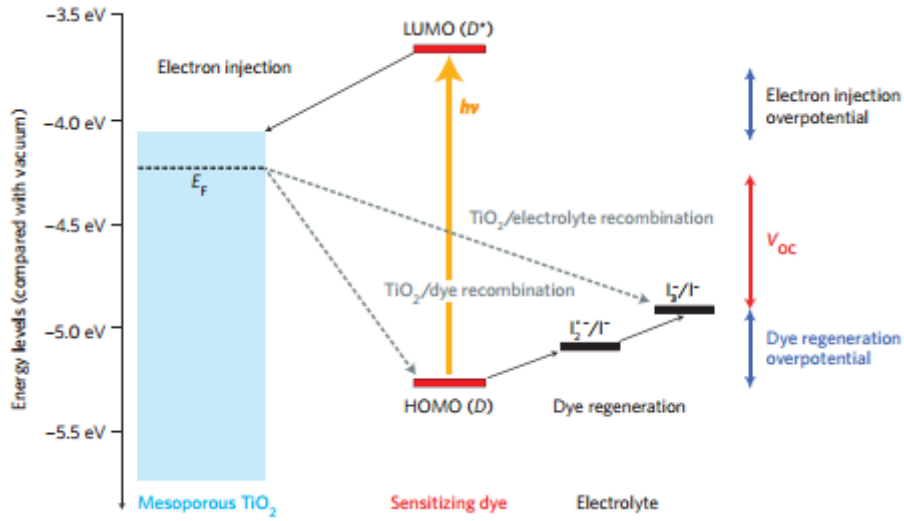 Energy levels (compared with vacuum)
−3.5 eV
−4.0 eV
−4.5 eV
−5.0 eV
−5.5 eV
LUMO (D*)
Electron injection
hν
Electron injection
overpotential
E_F
TiO₂/electrolyte recombination
V_OC
TiO₂/dye recombination
I₃⁻/I⁻
I₂•⁻/I⁻
Dye regeneration
overpotential
HOMO (D)
Dye regeneration
Mesoporous TiO₂
Sensitizing dye
Electrolyte